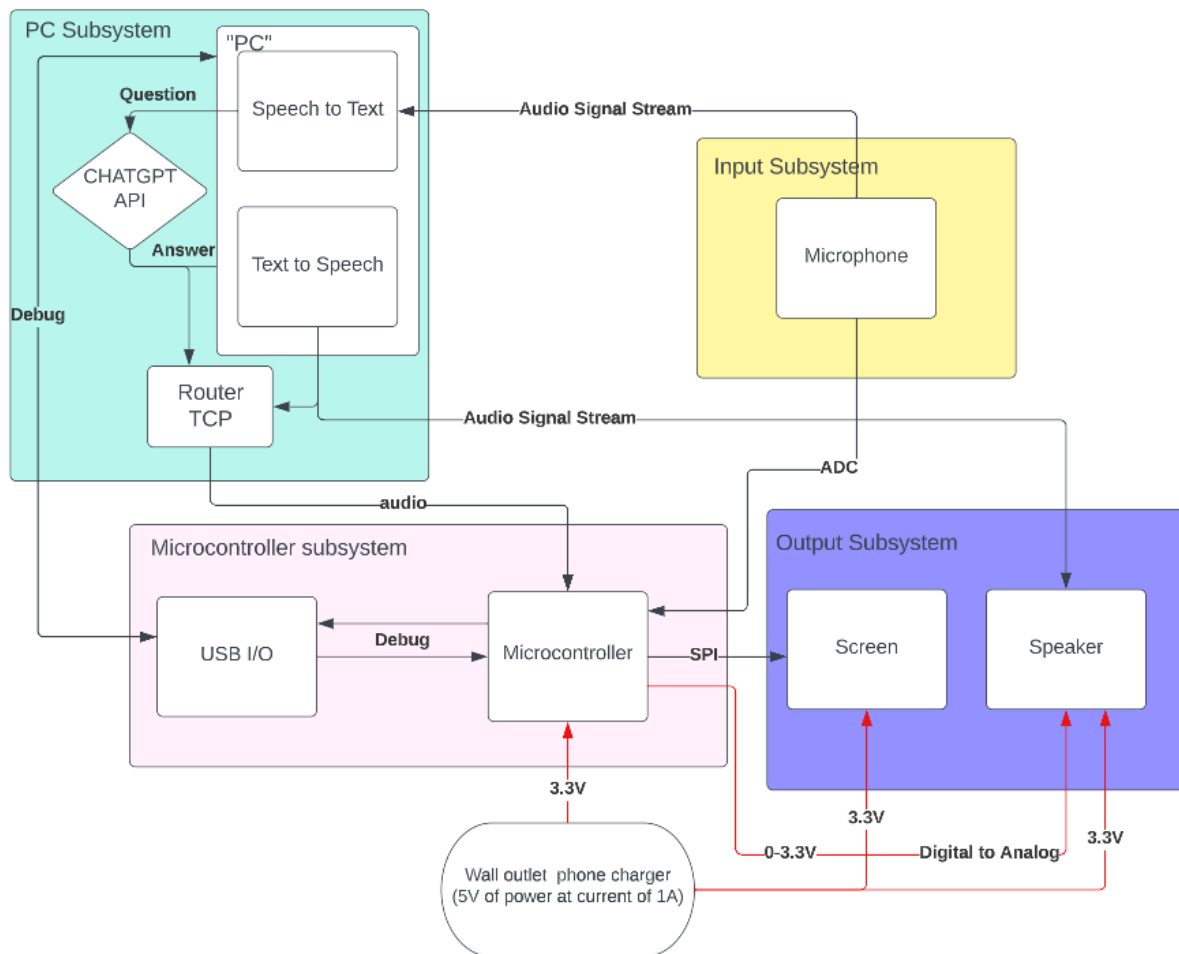 PC Subsystem
"PC"
Speech to Text
Question
CHATGPT
API
Answer
Text to Speech
Debug
Router
TCP
Audio Signal Stream
Input Subsystem
Microphone
Audio Signal Stream
ADC
audio
Microcontroller subsystem
USB I/O
Debug
Microcontroller
SPI
Output Subsystem
Screen
Speaker
3.3V
3.3V
3.3V
0-3.3V
Digital to Analog
Wall outlet phone charger
(5V of power at current of 1A)